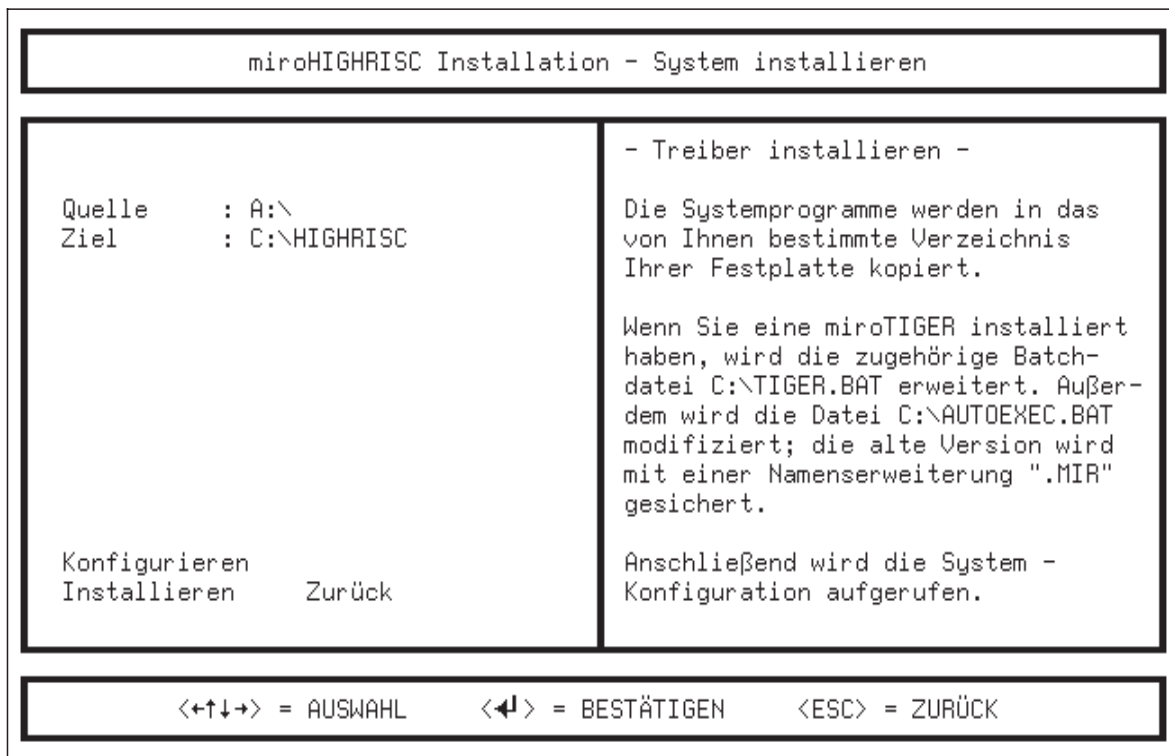 miroHIGHRISC Installation - System installieren
Quelle : A:\
Ziel : C:\HIGHRISC
Konfigurieren
Installieren Zurück
- Treiber installieren -
Die Systemprogramme werden in das
von Ihnen bestimmte Verzeichnis
Ihrer Festplatte kopiert.
Wenn Sie eine miroTIGER installiert
haben, wird die zugehörige Batch-
datei C:\TIGER.BAT erweitert. Außer-
dem wird die Datei C:\AUTOEXEC.BAT
modifiziert; die alte Version wird
mit einer Namenserweiterung ".MIR"
gesichert.
Anschließend wird die System -
Konfiguration aufgerufen.
<←↑↓→> = AUSWAHL <↵> = BESTÄTIGEN <ESC> = ZURÜCK